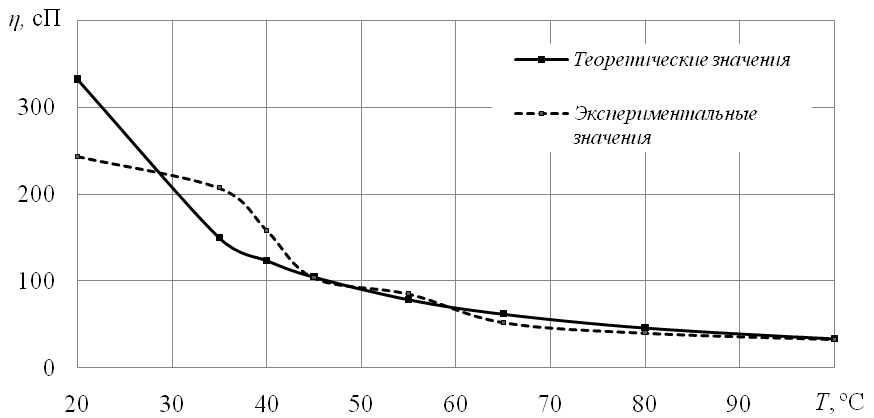 η, сП
Теоретические значения
Экспериментальные
значения
300
200
100
0
20 30 40 50 60 70 80 90 T, °C